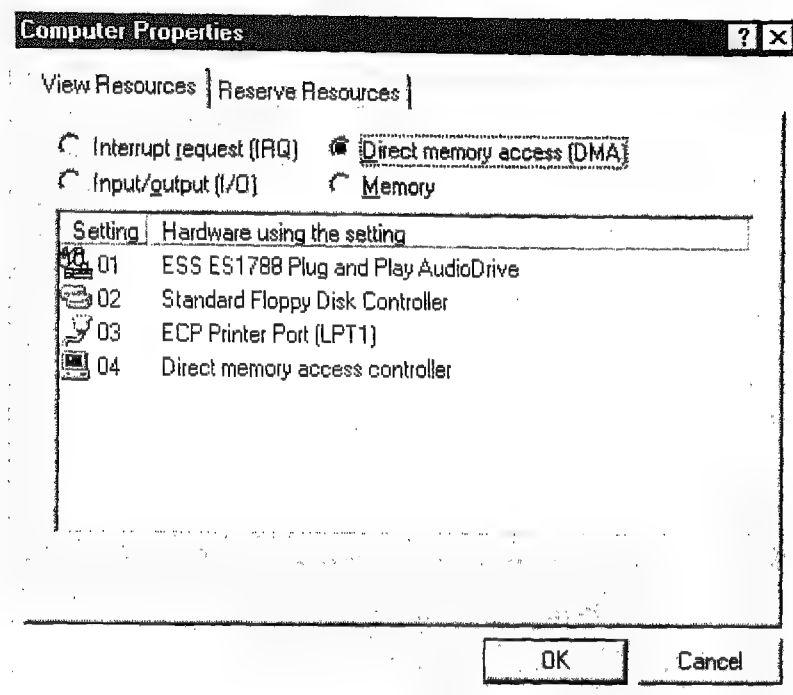 Computer Properties
? X
View Resources Reserve Resources
Interrupt request (IRQ) Direct memory access (DMA)
Input/output (I/O) Memory
Setting Hardware using the setting
01 ESS ES1788 Plug and Play AudioDrive
02 Standard Floppy Disk Controller
03 ECP Printer Port (LPT1)
04 Direct memory access controller
OK Cancel